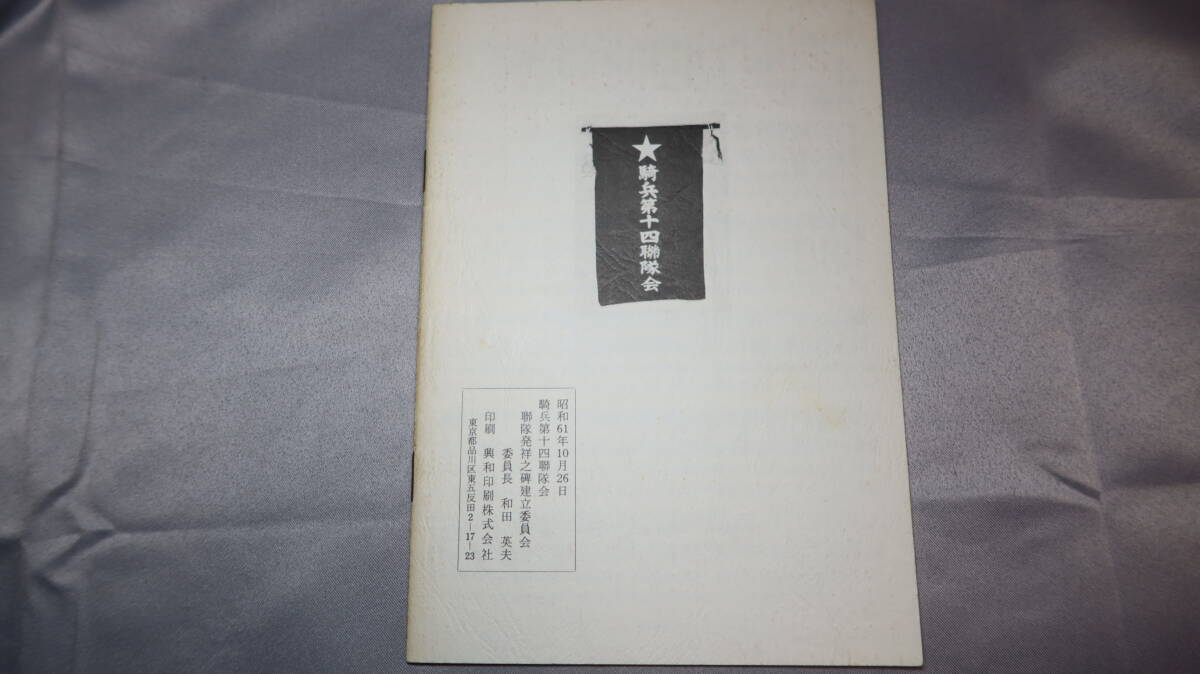 ★騎兵第十四聯隊会
昭和61年10月26日
騎兵第十四聯隊会
聯隊発祥之碑建立委員会
委員長 和田 英夫
印刷 興和印刷株式会社
東京都品川区東五反田2―17―23